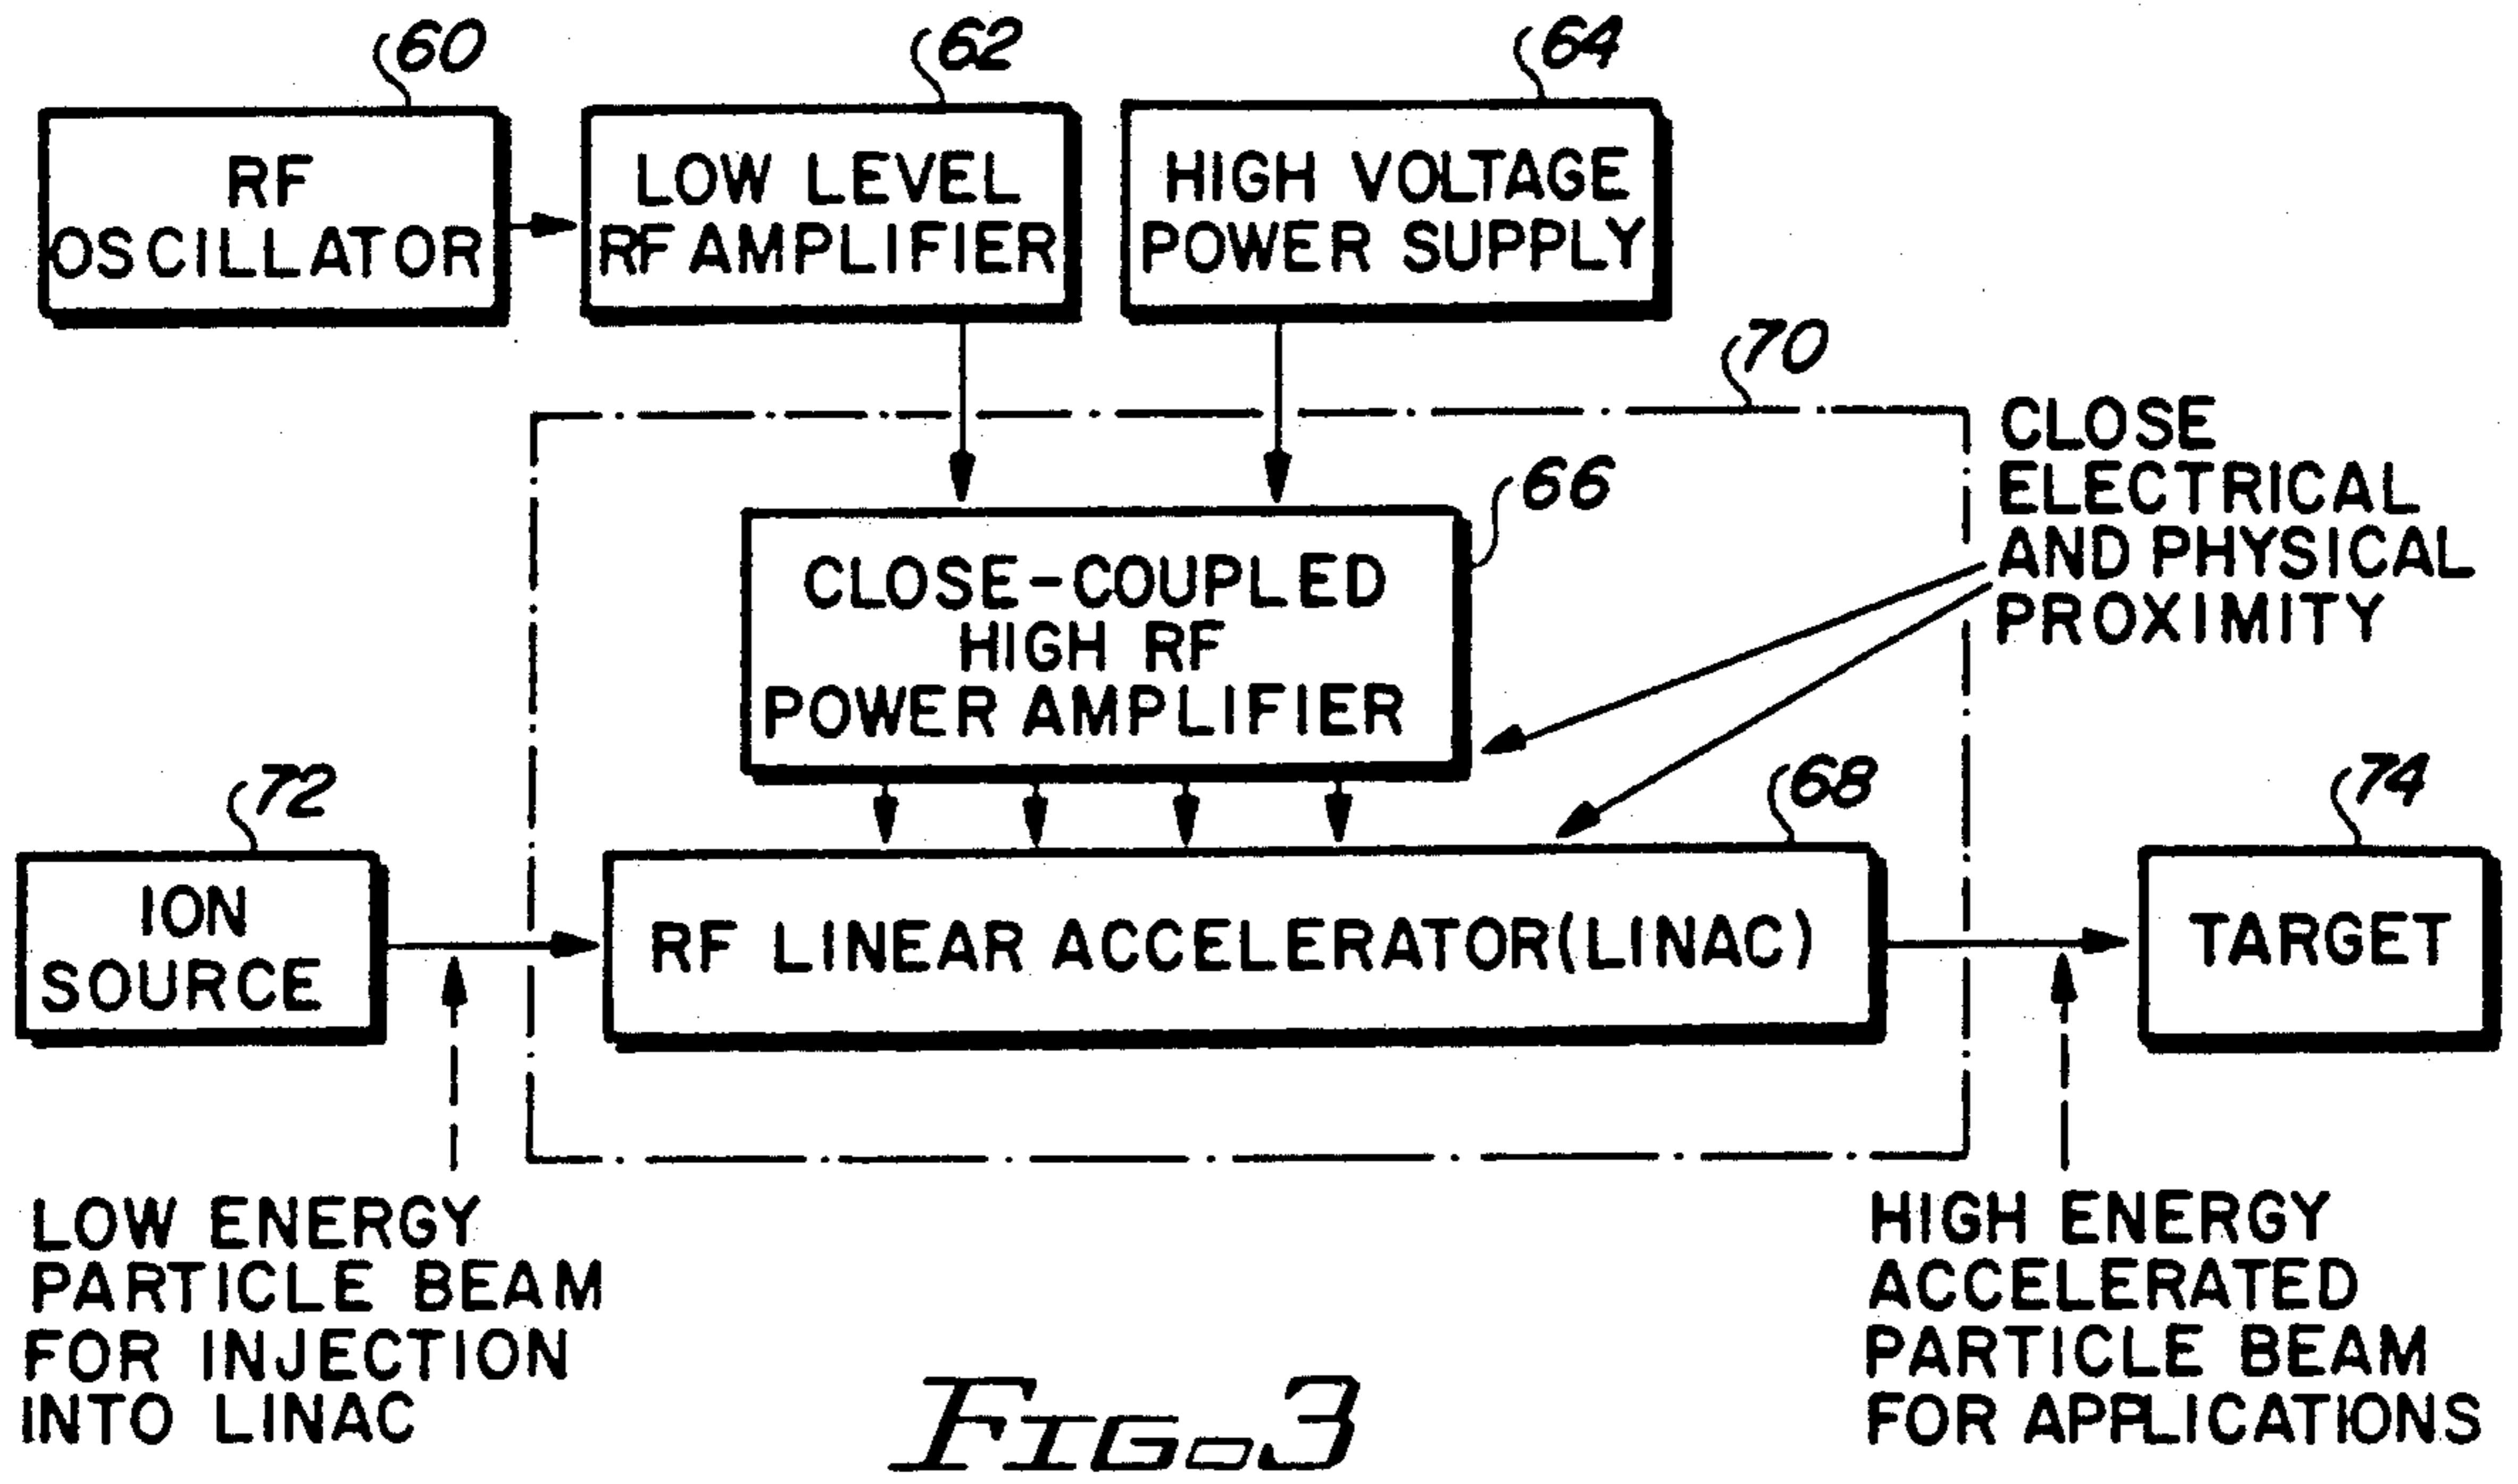 60
62
64
RF
OSCILLATOR
LOW LEVEL
RF AMPLIFIER
HIGH VOLTAGE
POWER SUPPLY
70
CLOSE
ELECTRICAL
AND PHYSICAL
PROXIMITY
66
CLOSE-COUPLED
HIGH RF
POWER AMPLIFIER
72
68
74
ION
SOURCE
RF LINEAR ACCELERATOR(LINAC)
TARGET
LOW ENERGY
PARTICLE BEAM
FOR INJECTION
INTO LINAC
HIGH ENERGY
ACCELERATED
PARTICLE BEAM
FOR APPLICATIONS
FIG. 3